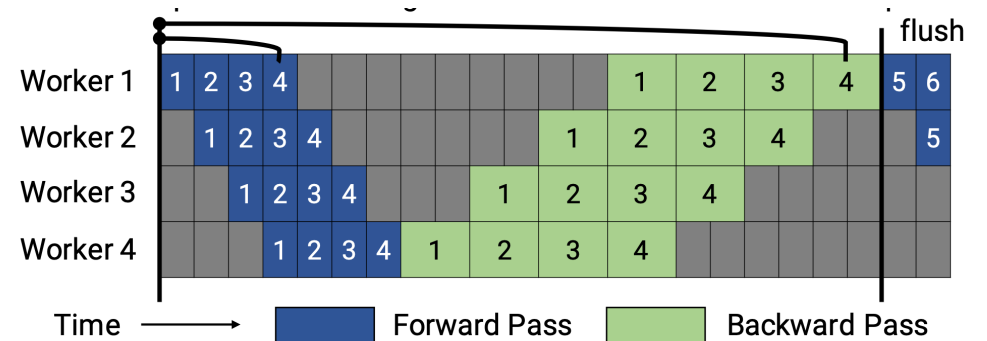 flush
Worker 1 1 2 3 4 1 2 3 4 5 6
Worker 2 1 2 3 4 1 2 3 4 5
Worker 3 1 2 3 4 1 2 3 4
Worker 4 1 2 3 4 1 2 3 4
Time Forward Pass Backward Pass